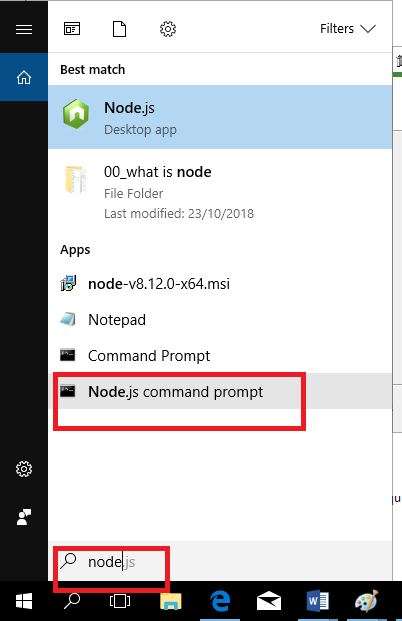 Filters
Best match
Node.js
Desktop app
00_what is node
File Folder
Last modified: 23/10/2018
Apps
node-v8.12.0-x64.msi
Notepad
Command Prompt
Node.js command prompt
qu
node.js